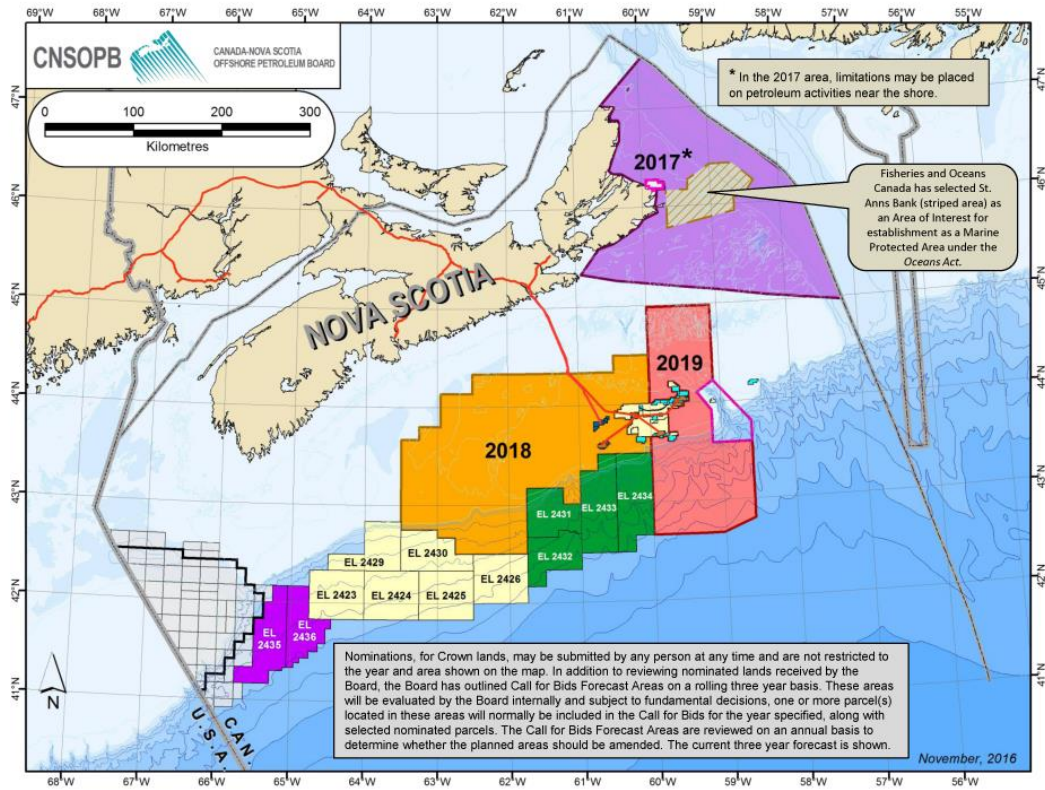 69°W 68°W 67°W 66°W 65°W 64°W 63°W 62°W 61°W 60°W 59°W 58°W 57°W 56°W 55°W
CNSOPB
CANADA-NOVA SCOTIA
OFFSHORE PETROLEUM BOARD
0 100 200 300
Kilometres
* In the 2017 area, limitations may be placed
on petroleum activities near the shore.
47°N
47°N
2017*
Fisheries and Oceans
Canada has selected St.
Anns Bank (striped area) as
an Area of Interest for
establishment as a Marine
Protected Area under the
Oceans Act.
46°N
46°N
NOVA SCOTIA
45°N
45°N
2019
44°N
44°N
2018
43°N
43°N
EL 2434
EL 2433
EL 2431
EL 2432
EL 2430
EL 2429
EL 2426
42°N
42°N
EL 2423
EL 2424
EL 2425
EL
2435
EL
2436
41°N
41°N
N
CAN.
U.S.A.
Nominations, for Crown lands, may be submitted by any person at any time and are not restricted to
the year and area shown on the map. In addition to reviewing nominated lands received by the
Board, the Board has outlined Call for Bids Forecast Areas on a rolling three year basis. These areas
will be evaluated by the Board internally and subject to fundamental decisions, one or more parcel(s)
located in these areas will normally be included in the Call for Bids for the year specified, along with
selected nominated parcels. The Call for Bids Forecast Areas are reviewed on an annual basis to
determine whether the planned areas should be amended. The current three year forecast is shown.
November, 2016
68°W 67°W 66°W 65°W 64°W 63°W 62°W 61°W 60°W 59°W 58°W 57°W 56°W